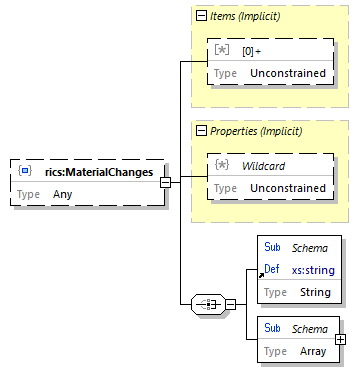 Items (Implicit)
[*] [0]+
Type Unconstrained
Properties (Implicit)
{*} Wildcard
Type Unconstrained
rics:MaterialChanges
Type Any
Sub Schema
Def xs:string
Type String
Sub Schema
Type Array